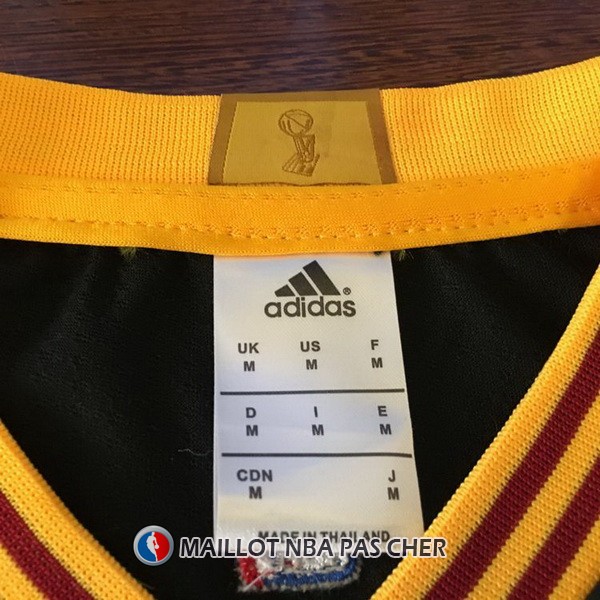 adidas®
UK US F
M M M
D I E
M M M
CDN J
M M
MADE IN THAILAND
MAILLOT NBA PAS CHER